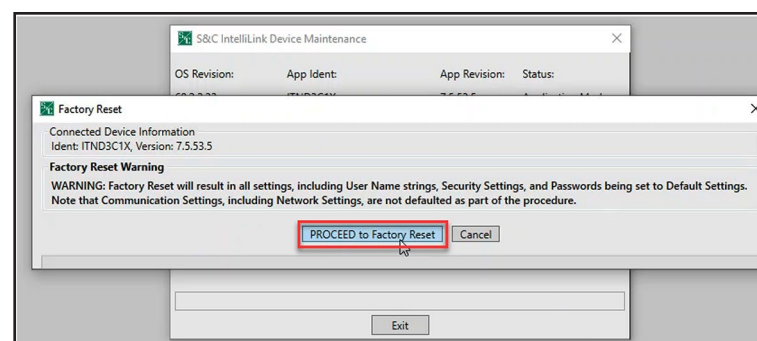 S&C IntelliLink Device Maintenance
OS Revision: App Ident: App Revision: Status:
Factory Reset
Connected Device Information
Ident: ITND3C1X, Version: 7.5.53.5
Factory Reset Warning
WARNING: Factory Reset will result in all settings, including User Name strings, Security Settings, and Passwords being set to Default Settings.
Note that Communication Settings, including Network Settings, are not defaulted as part of the procedure.
PROCEED to Factory Reset Cancel
Exit